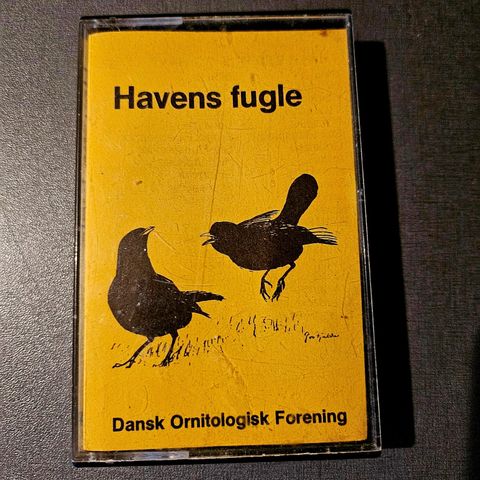 Havens fugle
Dansk Ornitologisk Forening